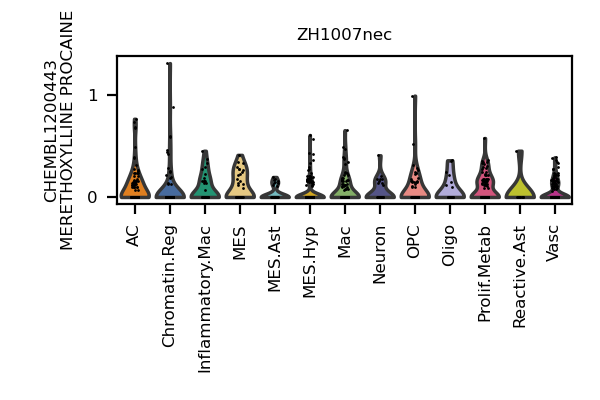 ZH1007nec
CHEMBL1200443
MERETHOXYLLINE PROCAINE
1
0
AC
Chromatin.Reg
Inflammatory.Mac
MES
MES.Ast
MES.Hyp
Mac
Neuron
OPC
Oligo
Prolif.Metab
Reactive.Ast
Vasc